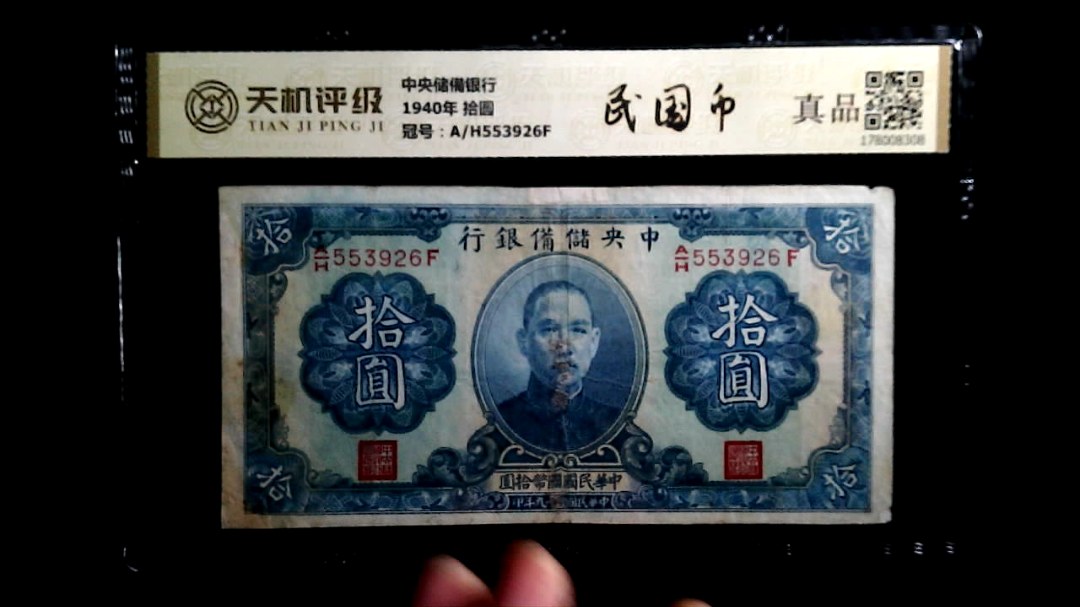 天机评级
TIAN JI PING JI
中央储備银行
1940年 拾圆
冠号：A/H553926F
民国币
真品
178008308
行銀備儲央中
拾
拾
A/H553926F
A/H553926F
拾圓
拾圓
圓拾幣國國民華中
拾
拾